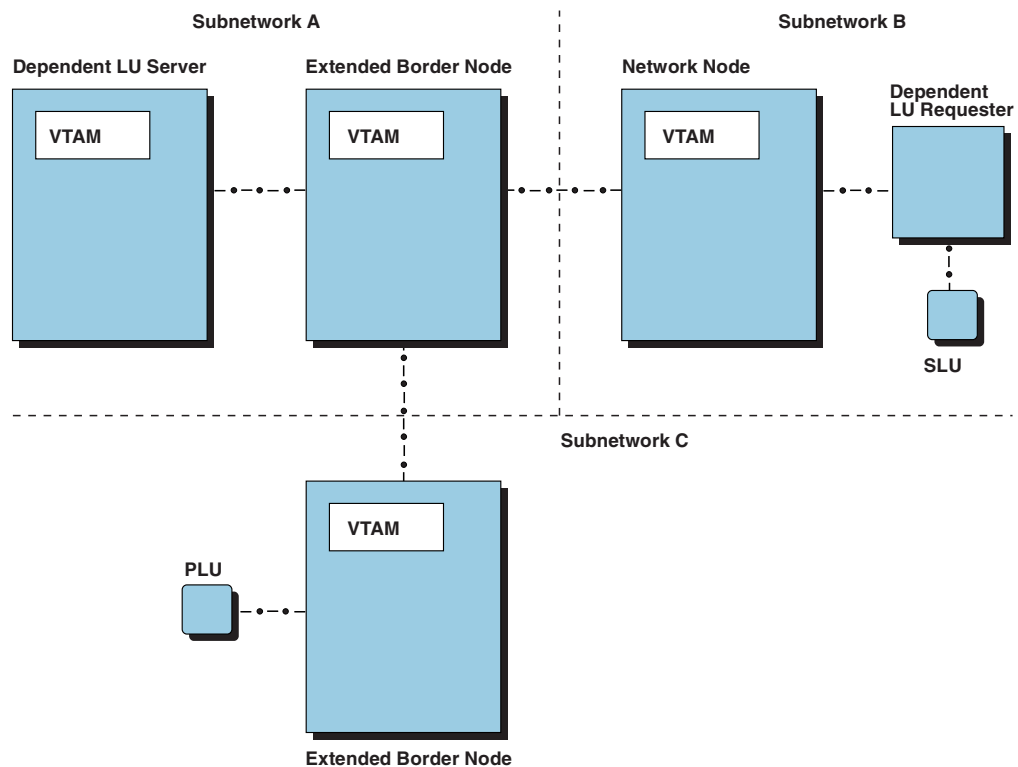 Subnetwork A
Subnetwork B
Dependent LU Server
Extended Border Node
Network Node
Dependent
LU Requester
VTAM
VTAM
VTAM
SLU
Subnetwork C
VTAM
PLU
Extended Border Node